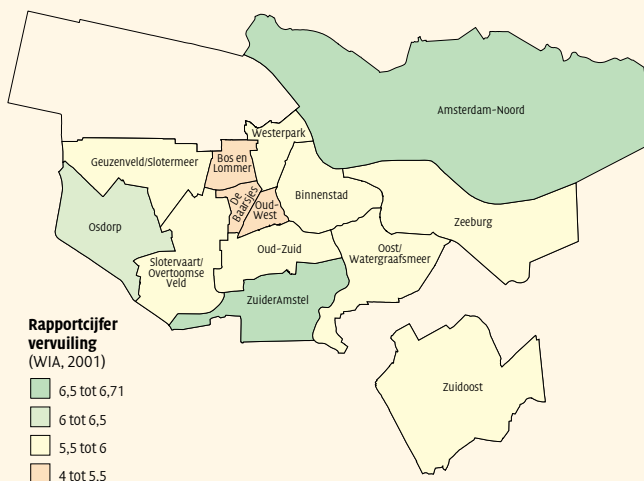 Amsterdam-Noord
Westerpark
Geuzenveld/Slotermeer
Bos en
Lommer
De
Baarsjes
Oud-
West
Binnenstad
Osdorp
Zeeburg
Slotervaart/
Overtoomse
Veld
Oud-Zuid
Oost/
Watergraafsmeer
ZuiderAmstel
Zuidoost
Rapportcijfer
vervuiling
(WIA, 2001)
6,5 tot 6,71
6 tot 6,5
5,5 tot 6
4 tot 5,5